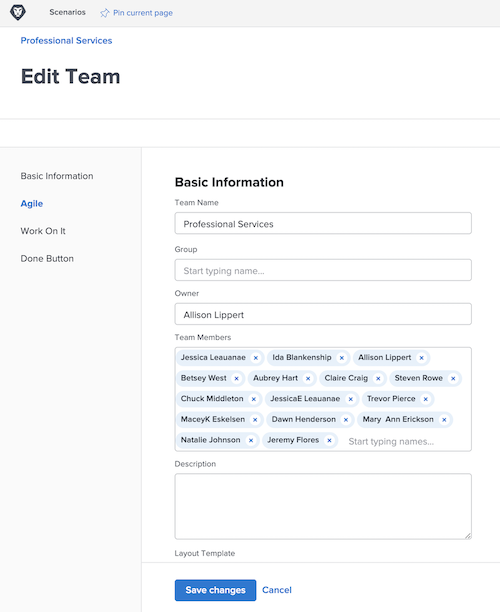 Scenarios Pin current page
Professional Services
Edit Team
Basic Information
Agile
Work On It
Done Button
Basic Information
Team Name
Professional Services
Group
Start typing name...
Owner
Allison Lippert
Team Members
Jessica Leauanae × Ida Blankenship × Allison Lippert ×
Betsey West × Aubrey Hart × Claire Craig × Steven Rowe ×
Chuck Middleton × JessicaE Leauanae × Trevor Pierce ×
MaceyK Eskelsen × Dawn Henderson × Mary Ann Erickson ×
Natalie Johnson × Jeremy Flores × Start typing names...
Description
Layout Template
Save changes Cancel